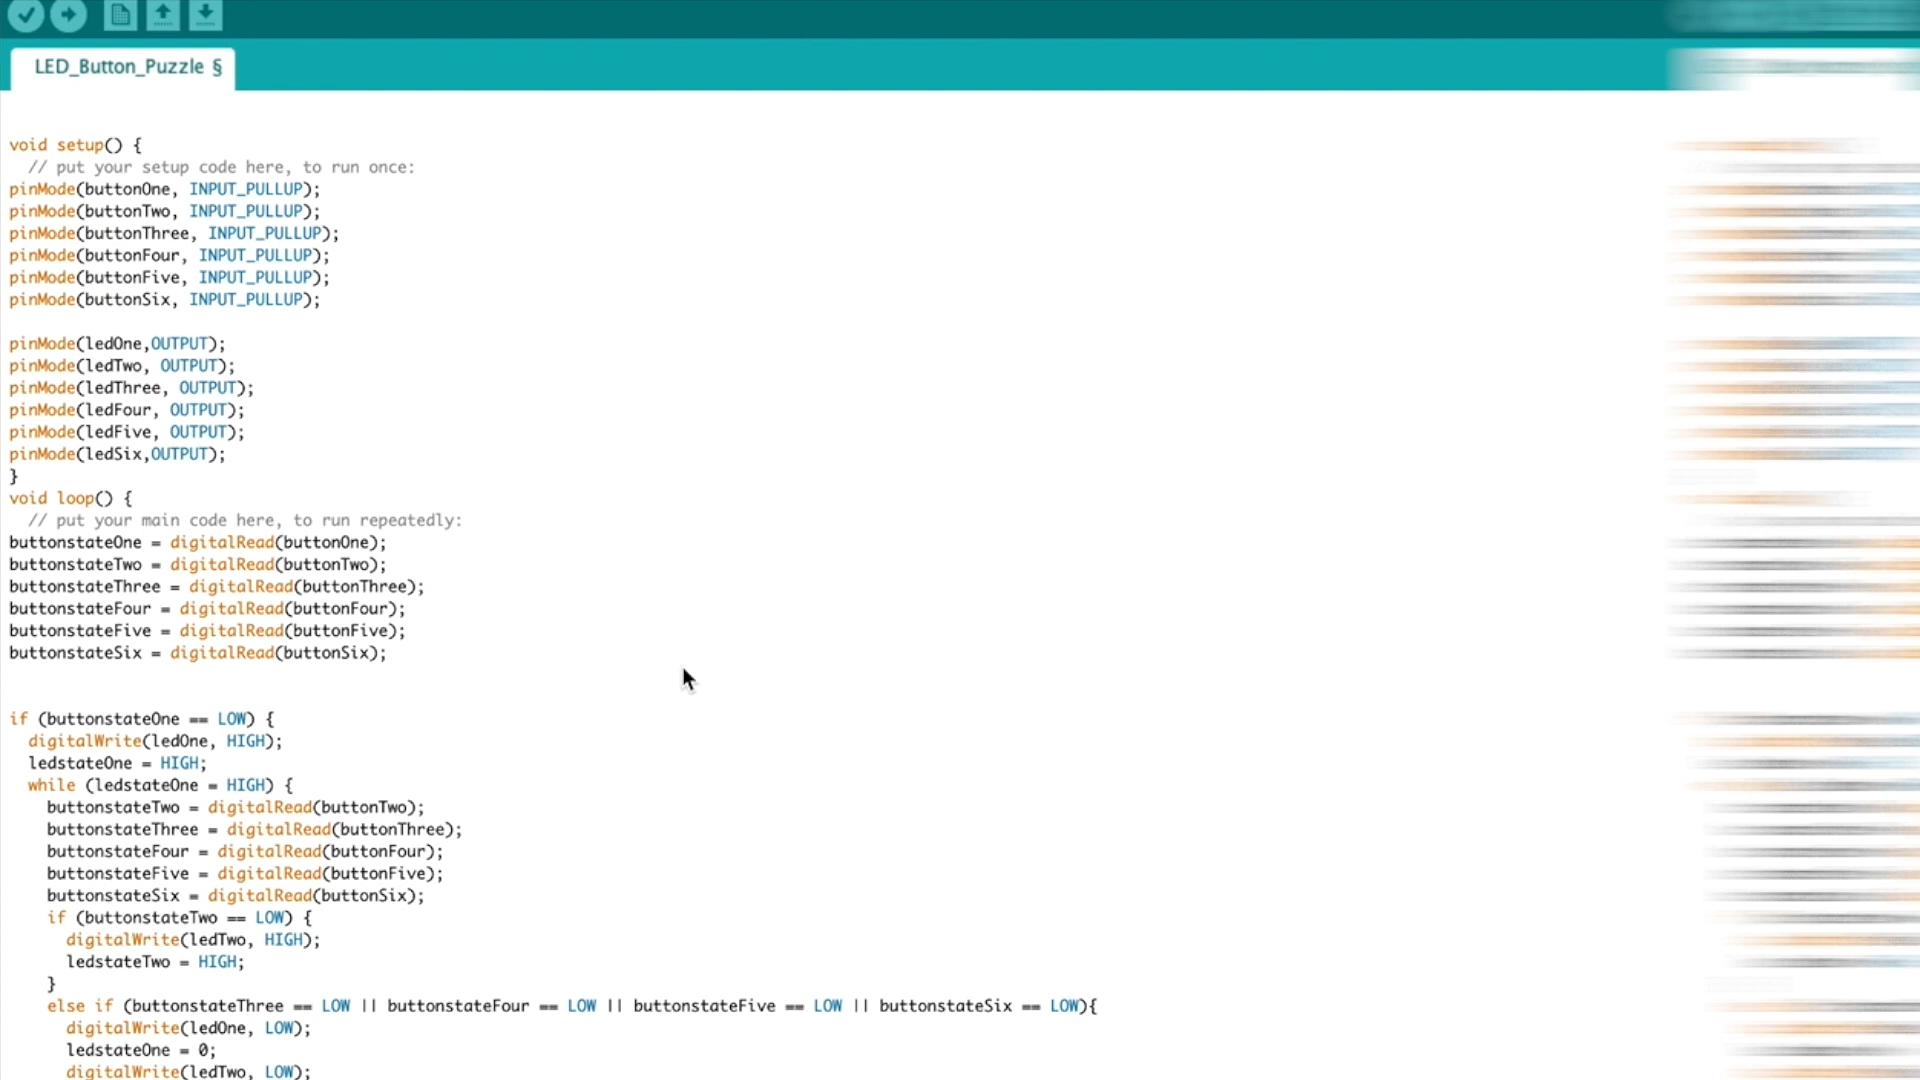 LED_Button_Puzzle §
void setup() {
  // put your setup code here, to run once:
pinMode(buttonOne, INPUT_PULLUP);
pinMode(buttonTwo, INPUT_PULLUP);
pinMode(buttonThree, INPUT_PULLUP);
pinMode(buttonFour, INPUT_PULLUP);
pinMode(buttonFive, INPUT_PULLUP);
pinMode(buttonSix, INPUT_PULLUP);
pinMode(ledOne,OUTPUT);
pinMode(ledTwo, OUTPUT);
pinMode(ledThree, OUTPUT);
pinMode(ledFour, OUTPUT);
pinMode(ledFive, OUTPUT);
pinMode(ledSix,OUTPUT);
}
void loop() {
  // put your main code here, to run repeatedly:
buttonstateOne = digitalRead(buttonOne);
buttonstateTwo = digitalRead(buttonTwo);
buttonstateThree = digitalRead(buttonThree);
buttonstateFour = digitalRead(buttonFour);
buttonstateFive = digitalRead(buttonFive);
buttonstateSix = digitalRead(buttonSix);
if (buttonstateOne == LOW) {
  digitalWrite(ledOne, HIGH);
  ledstateOne = HIGH;
  while (ledstateOne = HIGH) {
    buttonstateTwo = digitalRead(buttonTwo);
    buttonstateThree = digitalRead(buttonThree);
    buttonstateFour = digitalRead(buttonFour);
    buttonstateFive = digitalRead(buttonFive);
    buttonstateSix = digitalRead(buttonSix);
    if (buttonstateTwo == LOW) {
      digitalWrite(ledTwo, HIGH);
      ledstateTwo = HIGH;
    }
    else if (buttonstateThree == LOW || buttonstateFour == LOW || buttonstateFive == LOW || buttonstateSix == LOW){
      digitalWrite(ledOne, LOW);
      ledstateOne = 0;
      digitalWrite(ledTwo, LOW);